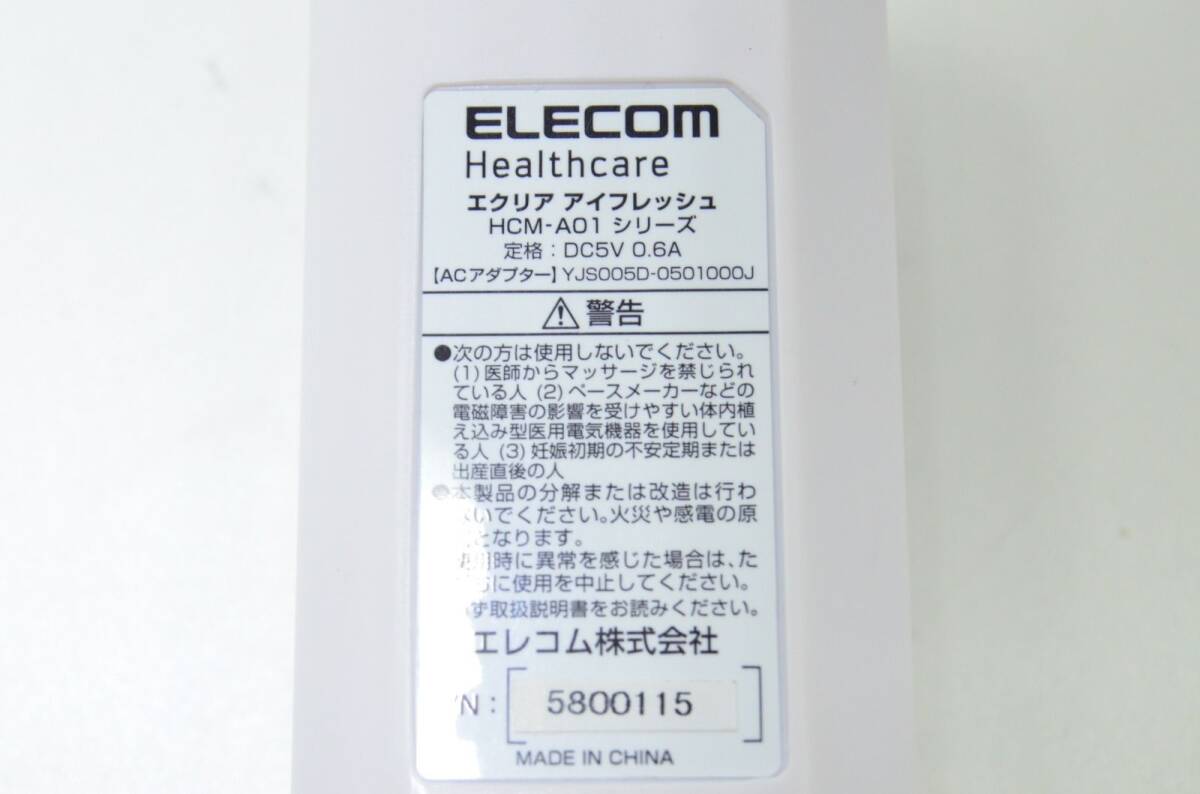 ELECOM
Healthcare
エクリア アイフレッシュ
HCM-A01 シリーズ
定格：DC5V 0.6A
【ACアダプター】YJS005D-0501000J
警告
●次の方は使用しないでください。
(1)医師からマッサージを禁じられ
ている人 (2)ペースメーカーなどの
電磁障害の影響を受けやすい体内植
え込み型医用電気機器を使用してい
る人 (3)妊娠初期の不安定期または
出産直後の人
●本製品の分解または改造は行わ
ないでください。火災や感電の原
となります。
用時に異常を感じた場合は、た
に使用を中止してください。
ず取扱説明書をお読みください。
エレコム株式会社
N：[5800115]
MADE IN CHINA